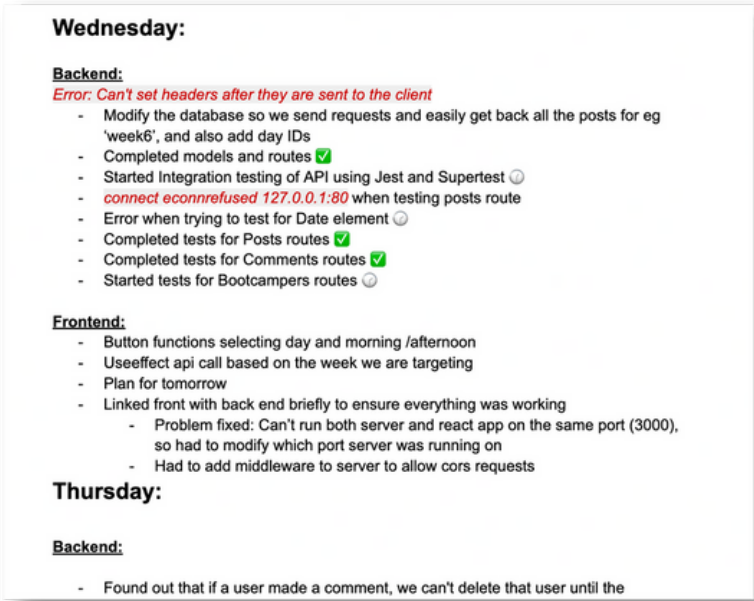 Wednesday:
Backend:
Error: Can't set headers after they are sent to the client
- Modify the database so we send requests and easily get back all the posts for eg
'week6', and also add day IDs
- Completed models and routes ✅
- Started Integration testing of API using Jest and Supertest 🕝
- connect econnrefused 127.0.0.1:80 when testing posts route
- Error when trying to test for Date element 🕝
- Completed tests for Posts routes ✅
- Completed tests for Comments routes ✅
- Started tests for Bootcampers routes 🕝
Frontend:
- Button functions selecting day and morning /afternoon
- Useeffect api call based on the week we are targeting
- Plan for tomorrow
- Linked front with back end briefly to ensure everything was working
- Problem fixed: Can't run both server and react app on the same port (3000),
so had to modify which port server was running on
- Had to add middleware to server to allow cors requests
Thursday:
Backend:
- Found out that if a user made a comment, we can't delete that user until the